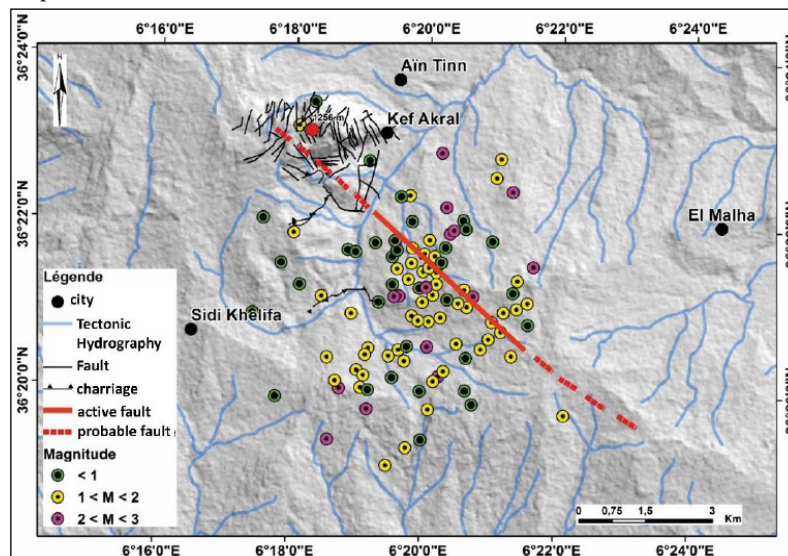 6°16'0"E 6°18'0"E 6°20'0"E 6°22'0"E 6°24'0"E
36°24'0"N
36°22'0"N
36°20'0"N
N
Aïn Tinn
1256 m
Kef Akral
El Malha
Sidi Khalifa
Légende
city
Tectonic
Hydrography
Fault
charriage
active fault
probable fault
Magnitude
< 1
1 < M < 2
2 < M < 3
0 0,75 1,5 3
Km
6°16'0"E 6°18'0"E 6°20'0"E 6°22'0"E 6°24'0"E